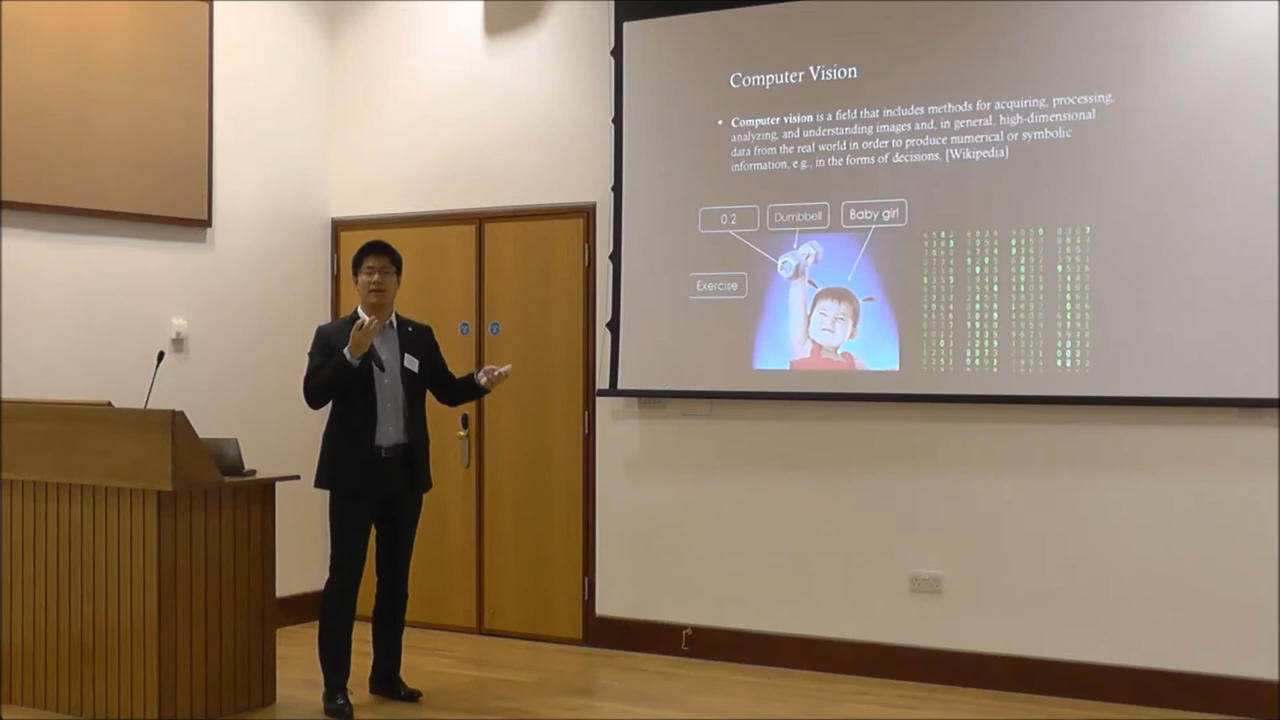 Computer Vision
• Computer vision is a field that includes methods for acquiring, processing,
analyzing, and understanding images and, in general, high-dimensional
data from the real world in order to produce numerical or symbolic
information, e.g., in the forms of decisions. [Wikipedia]
0.2
Dumbbell
Baby girl
Exercise